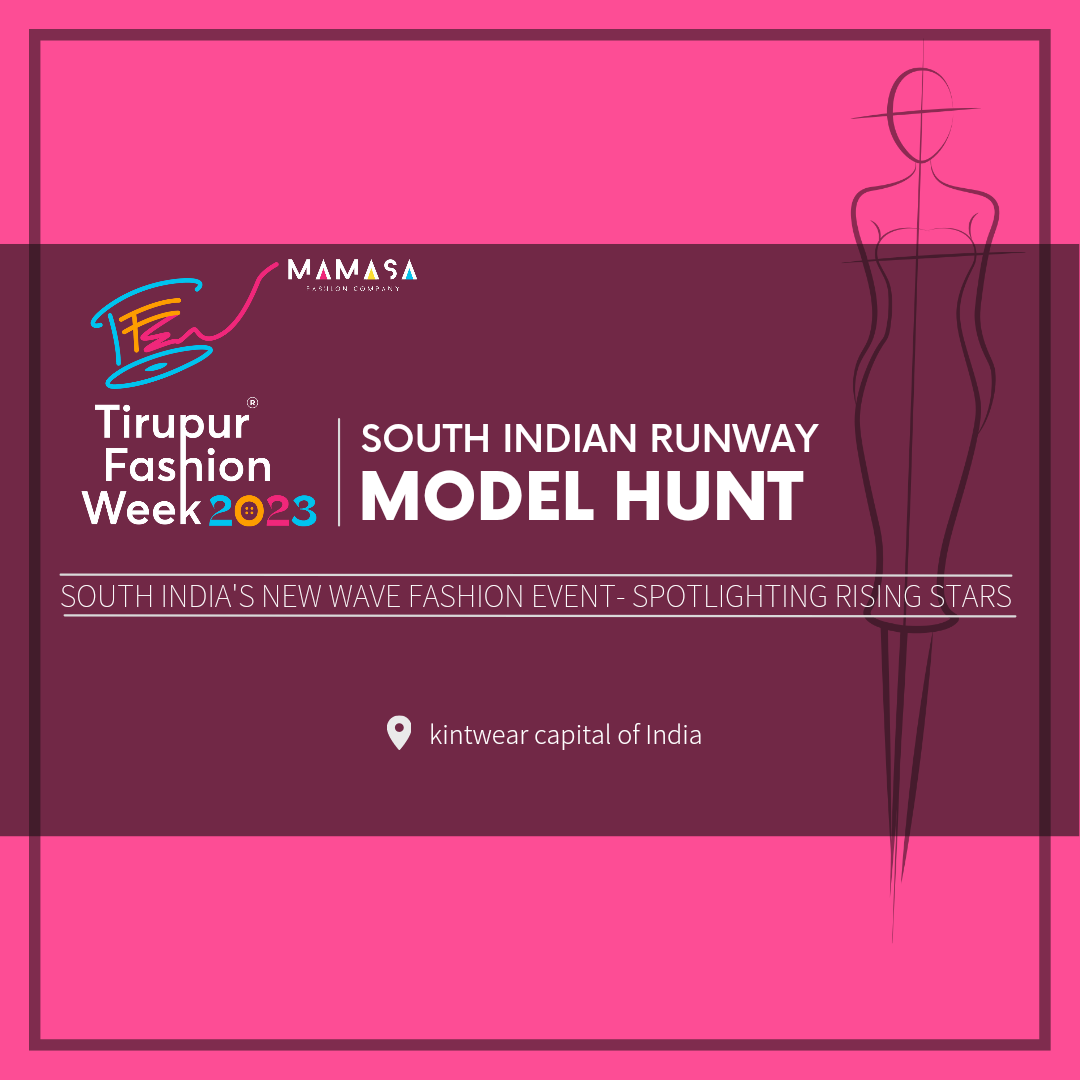 MAMASA
FASHION COMPANY
TFW
Tirupur®
Fashion
Week 2023
SOUTH INDIAN RUNWAY
MODEL HUNT
SOUTH INDIA'S NEW WAVE FASHION EVENT- SPOTLIGHTING RISING STARS
kintwear capital of India